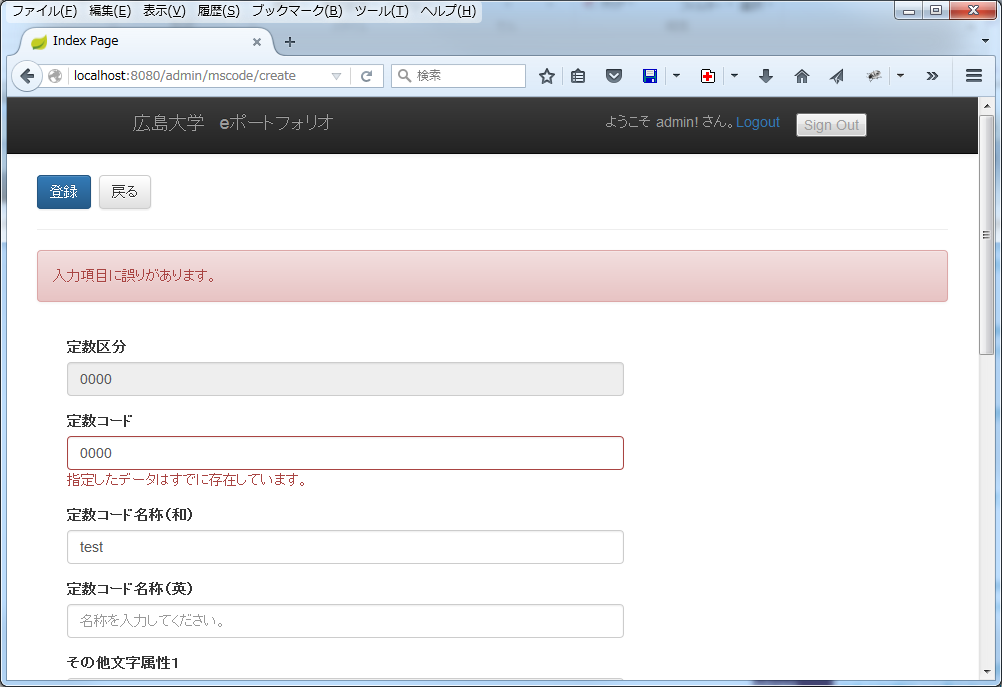 ファイル(F) 編集(E) 表示(V) 履歴(S) ブックマーク(B) ツール(T) ヘルプ(H)
Index Page
localhost:8080/admin/mscode/create
検索
広島大学 eポートフォリオ
ようこそ admin! さん。Logout
Sign Out
登録 戻る
入力項目に誤りがあります。
定数区分
0000
定数コード
0000
指定したデータはすでに存在しています。
定数コード名称(和)
test
定数コード名称(英)
名称を入力してください。
その他文字属性1